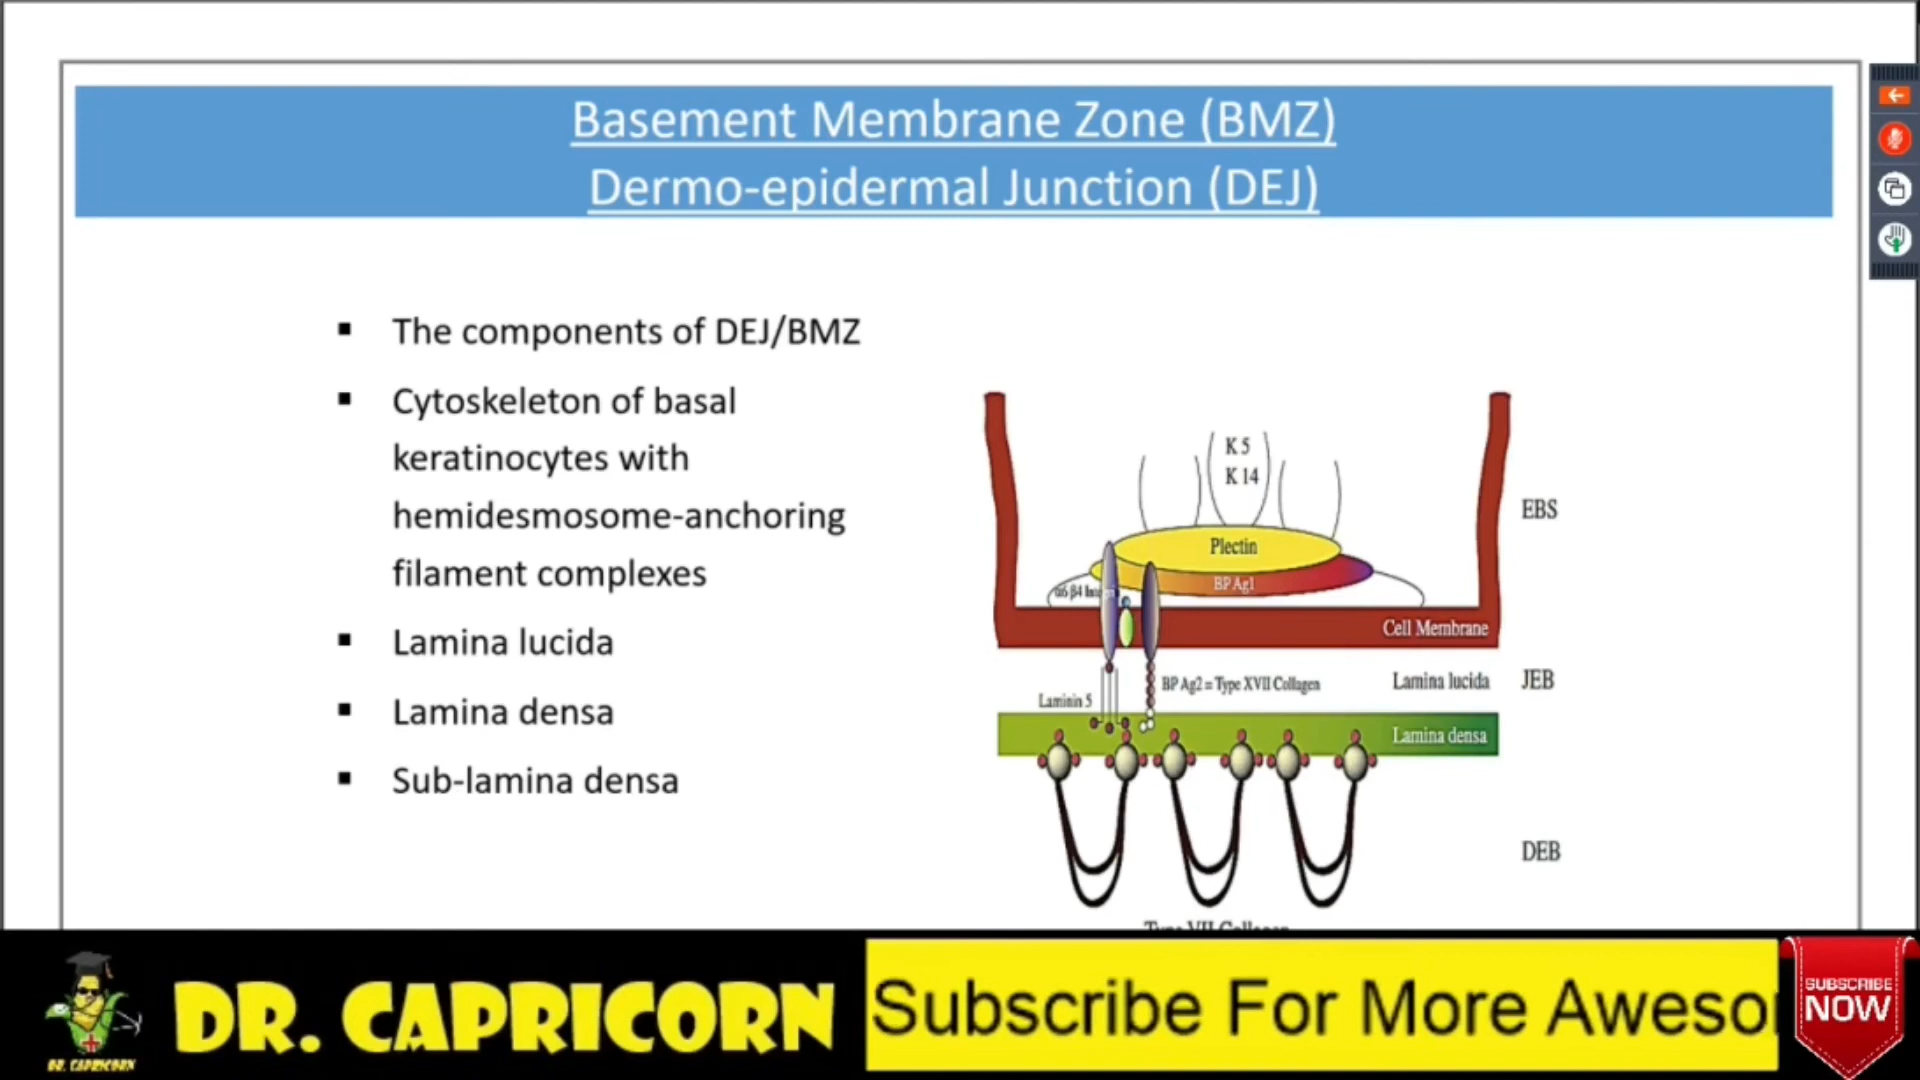 Basement Membrane Zone (BMZ)
Dermo-epidermal Junction (DEJ)
▪ The components of DEJ/BMZ
▪ Cytoskeleton of basal
keratinocytes with
hemidesmosome-anchoring
filament complexes
▪ Lamina lucida
▪ Lamina densa
▪ Sub-lamina densa
K 5
K 14
EBS
Plectin
BP Ag1
α6 β4
Cell Membrane
BP Ag2 = Type XVII Collagen
Lamina lucida
JEB
Laminin 5
Lamina densa
DEB
Type VII Collagen
DR. CAPRICORN
DR. CAPRICORN
Subscribe For More Aweso
SUBSCRIBE
NOW